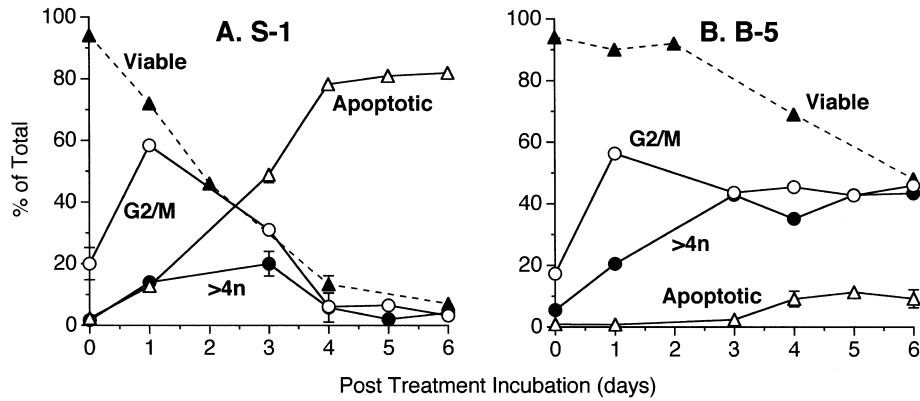 A. S-1
B. B-5
% of Total
100
80
60
40
20
0
Viable
Apoptotic
G2/M
>4n
0 1 2 3 4 5 6
100
80
60
40
20
0
Viable
G2/M
>4n
Apoptotic
0 1 2 3 4 5 6
Post Treatment Incubation (days)